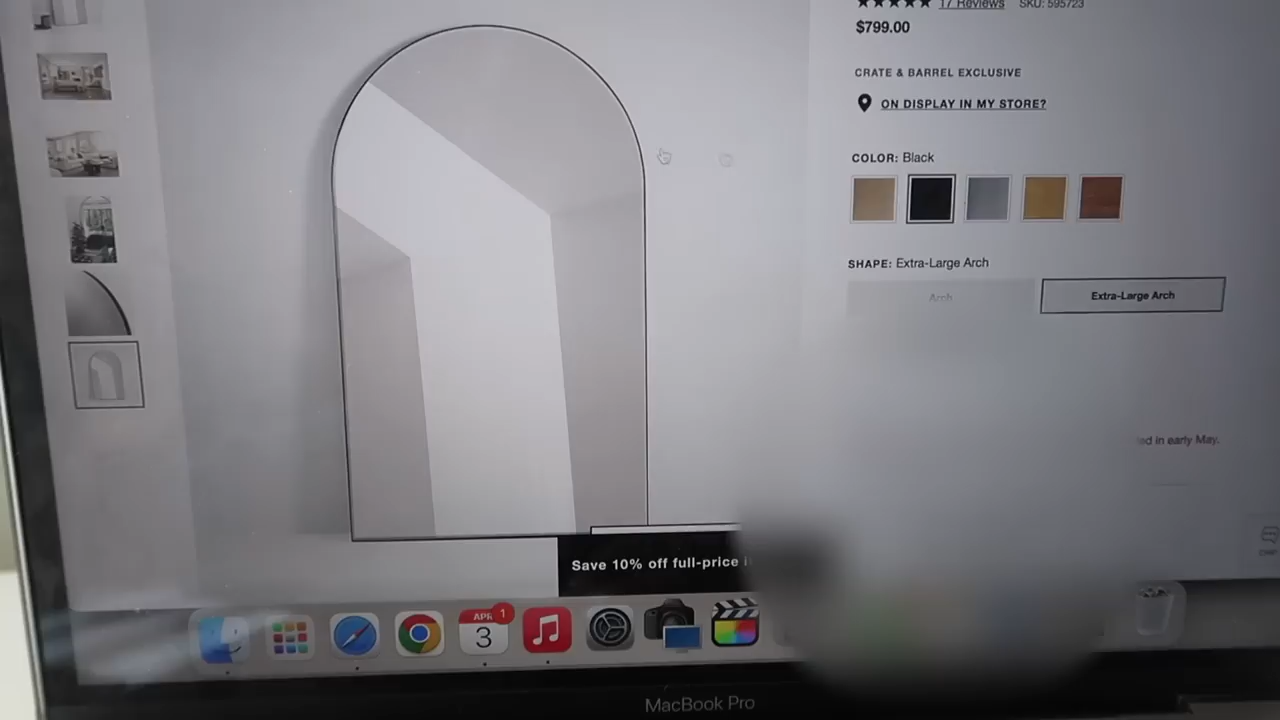 17 Reviews SKU: 595723
$799.00
CRATE & BARREL EXCLUSIVE
ON DISPLAY IN MY STORE?
COLOR: Black
SHAPE: Extra-Large Arch
Arch
Extra-Large Arch
in early May.
Save 10% off full-price
APR 1
3
MacBook Pro